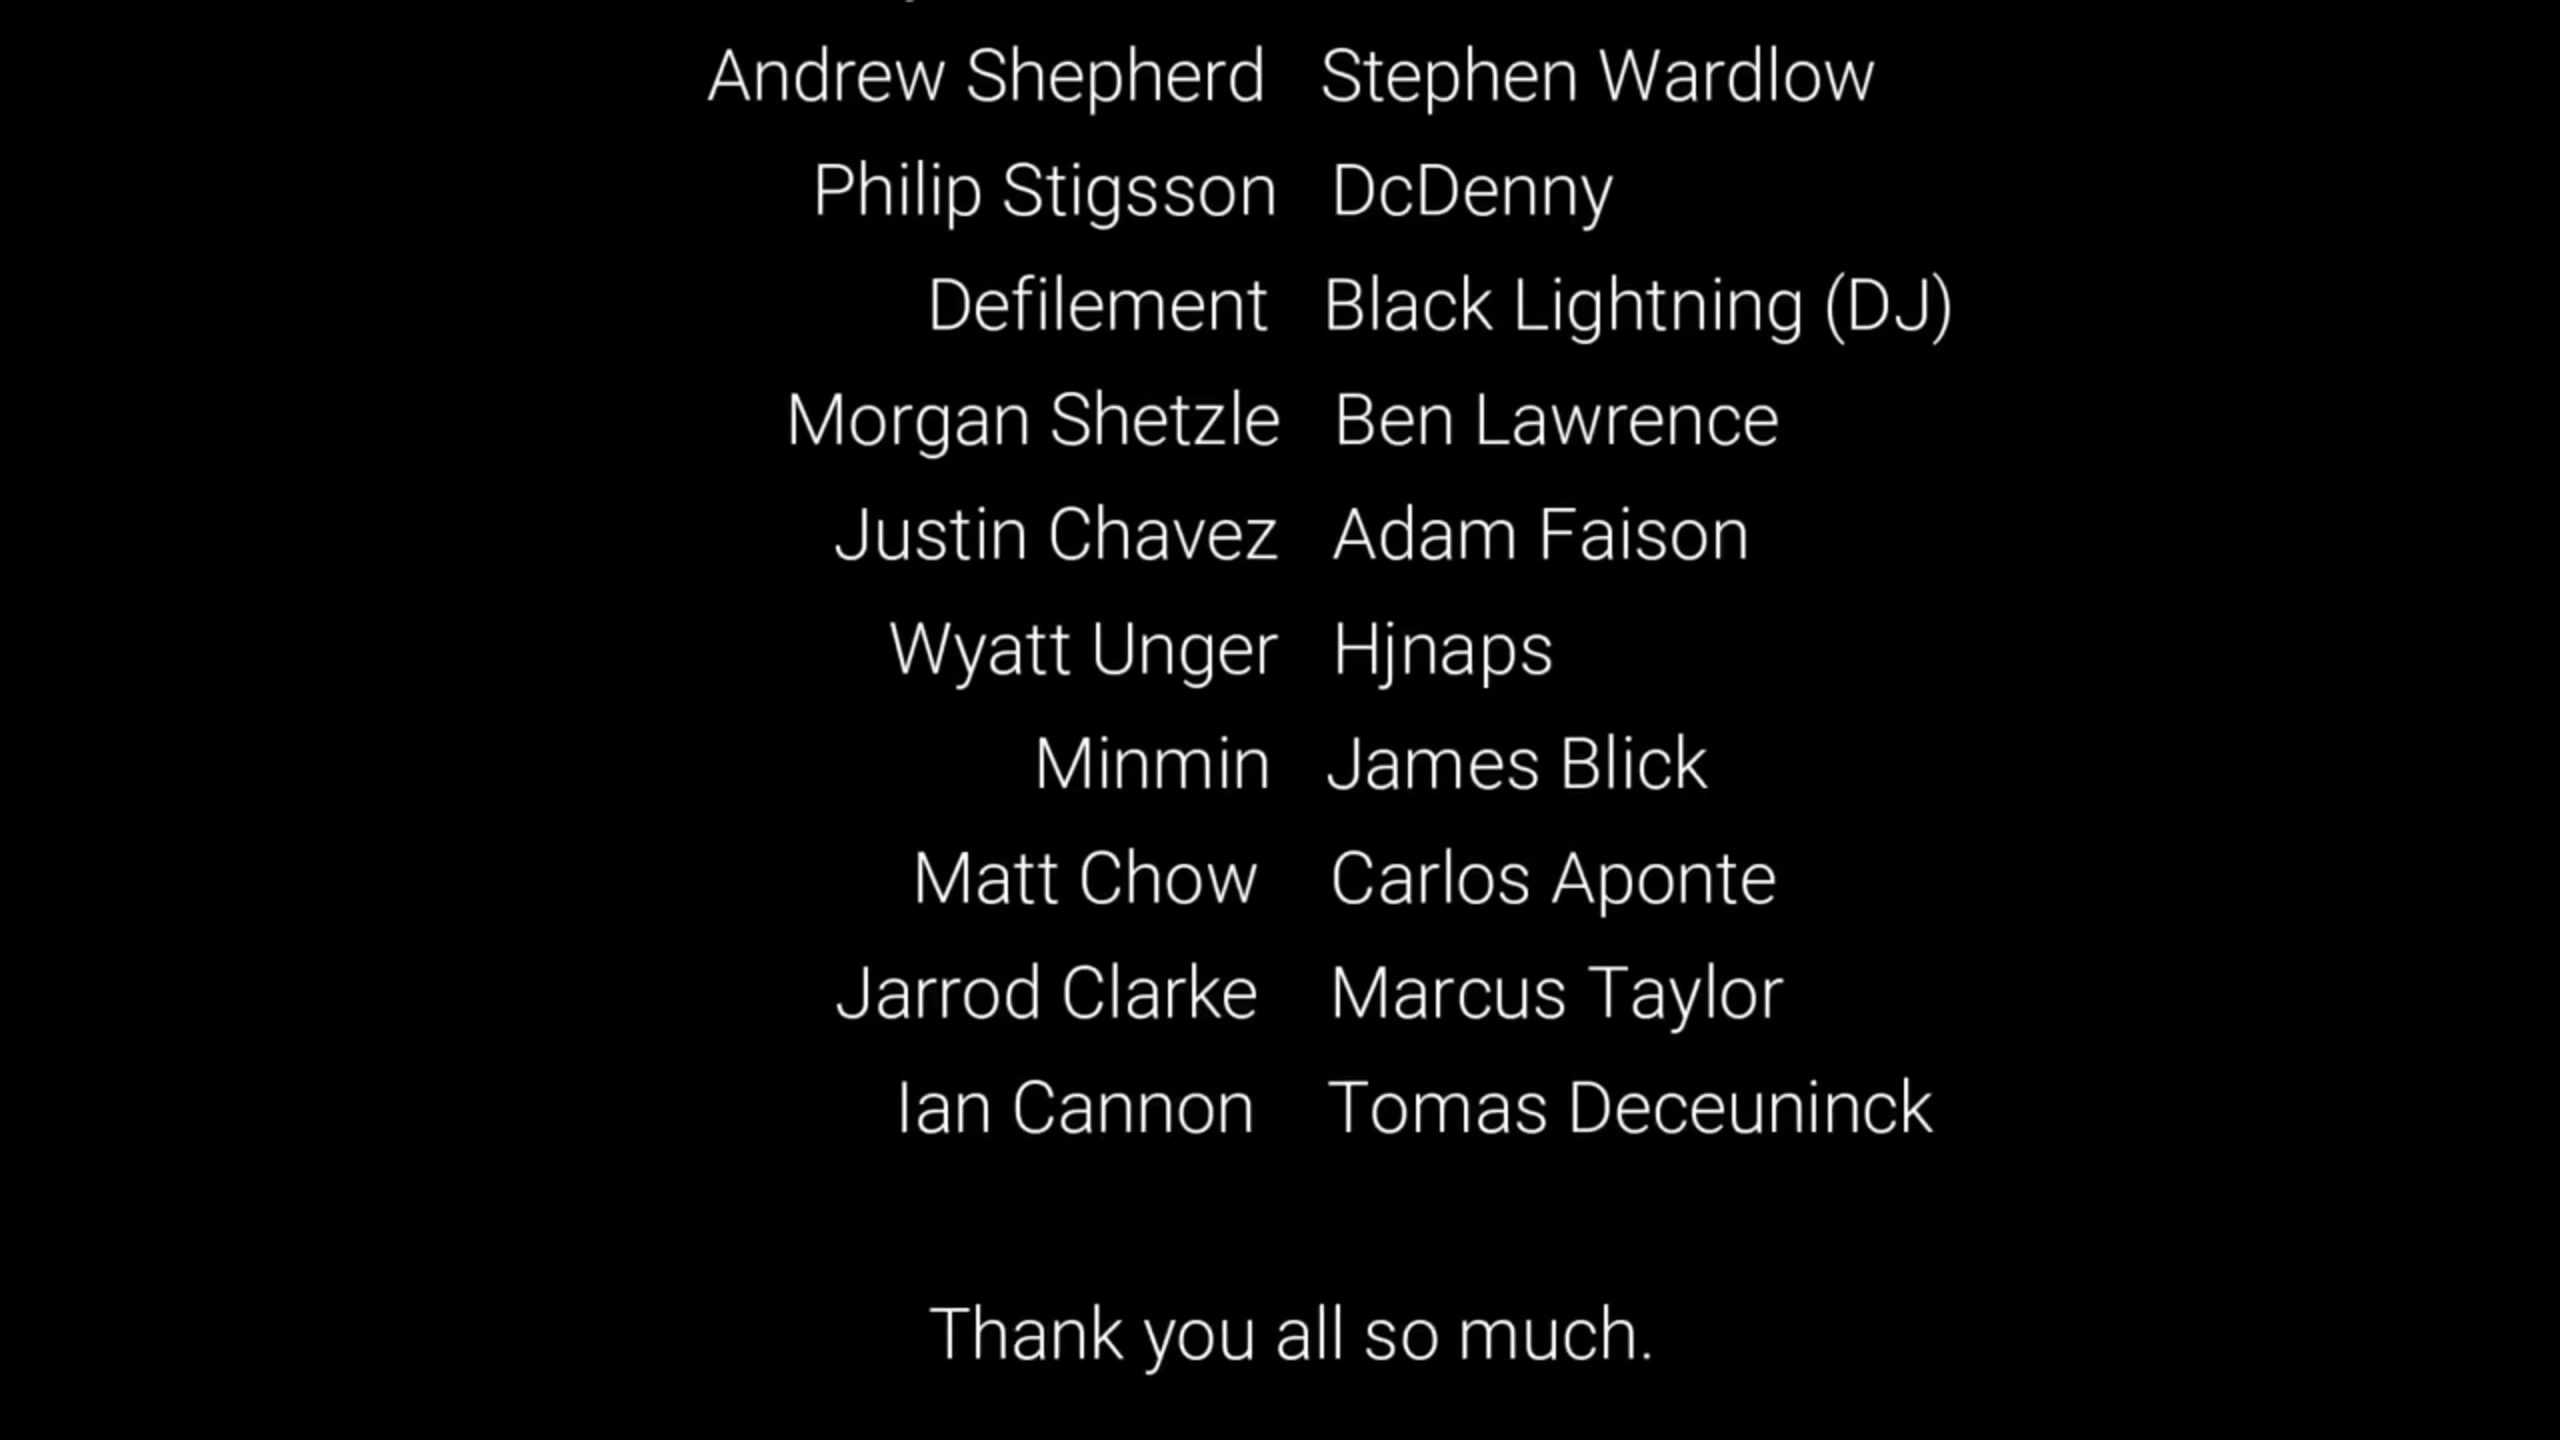 Andrew Shepherd Stephen Wardlow
Philip Stigsson DcDenny
Defilement Black Lightning (DJ)
Morgan Shetzle Ben Lawrence
Justin Chavez Adam Faison
Wyatt Unger Hjnaps
Minmin James Blick
Matt Chow Carlos Aponte
Jarrod Clarke Marcus Taylor
Ian Cannon Tomas Deceuninck
Thank you all so much.